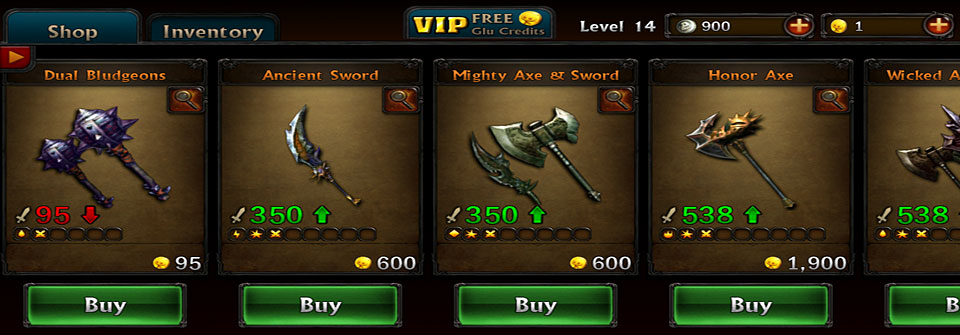 Shop
Inventory
VIP FREE
Glu Credits
Level 14
900
1
Dual Bludgeons
Ancient Sword
Mighty Axe & Sword
Honor Axe
Wicked A
95
350
350
538
538
95
600
600
1,900
Buy
Buy
Buy
Buy
B